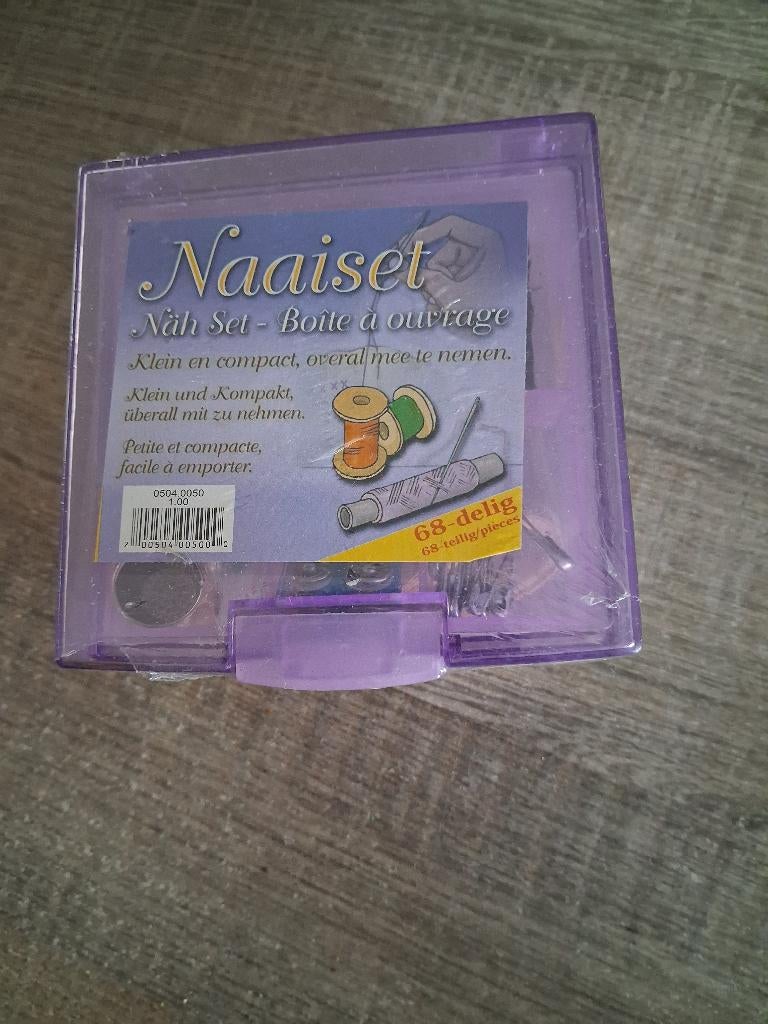 Naaiset
Näh Set - Boîte à ouvrage
Klein en compact, overal mee te nemen.
Klein und Kompakt,
überall mit zu nehmen.
Petite et compacte,
facile à emporter.
0504.0050
1.00
68-delig
68-teilig/pieces